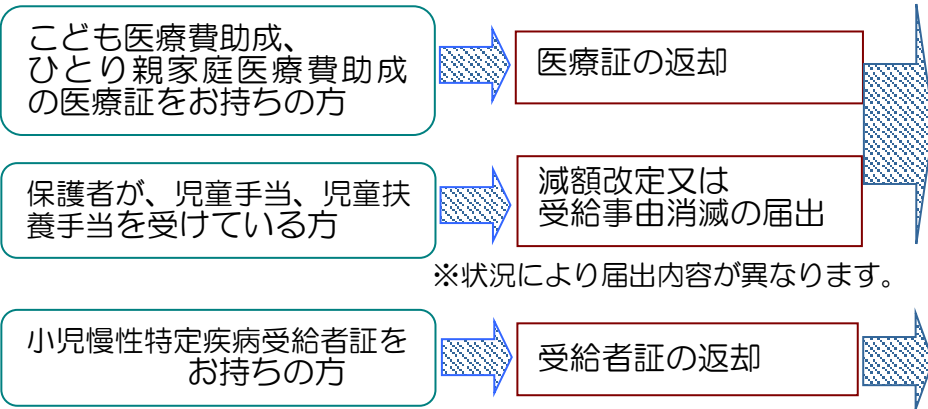 こども医療費助成、
ひとり親家庭医療費助成
の医療証をお持ちの方
医療証の返却
保護者が、児童手当、児童扶
養手当を受けている方
減額改定又は
受給事由消滅の届出
※状況により届出内容が異なります。
小児慢性特定疾病受給者証を
お持ちの方
受給者証の返却